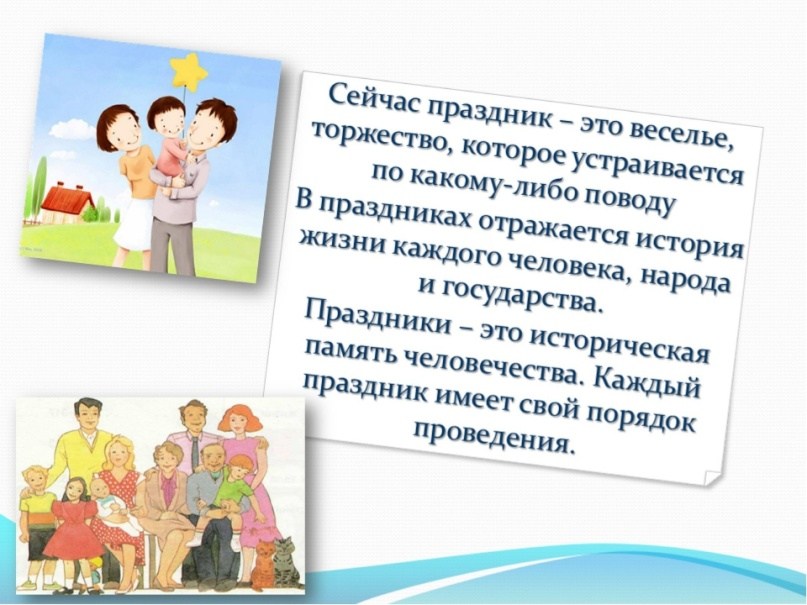 Сейчас праздник – это веселье,
торжество, которое устраивается
по какому-либо поводу
В праздниках отражается история
жизни каждого человека, народа
и государства.
Праздники – это историческая
память человечества. Каждый
праздник имеет свой порядок
проведения.